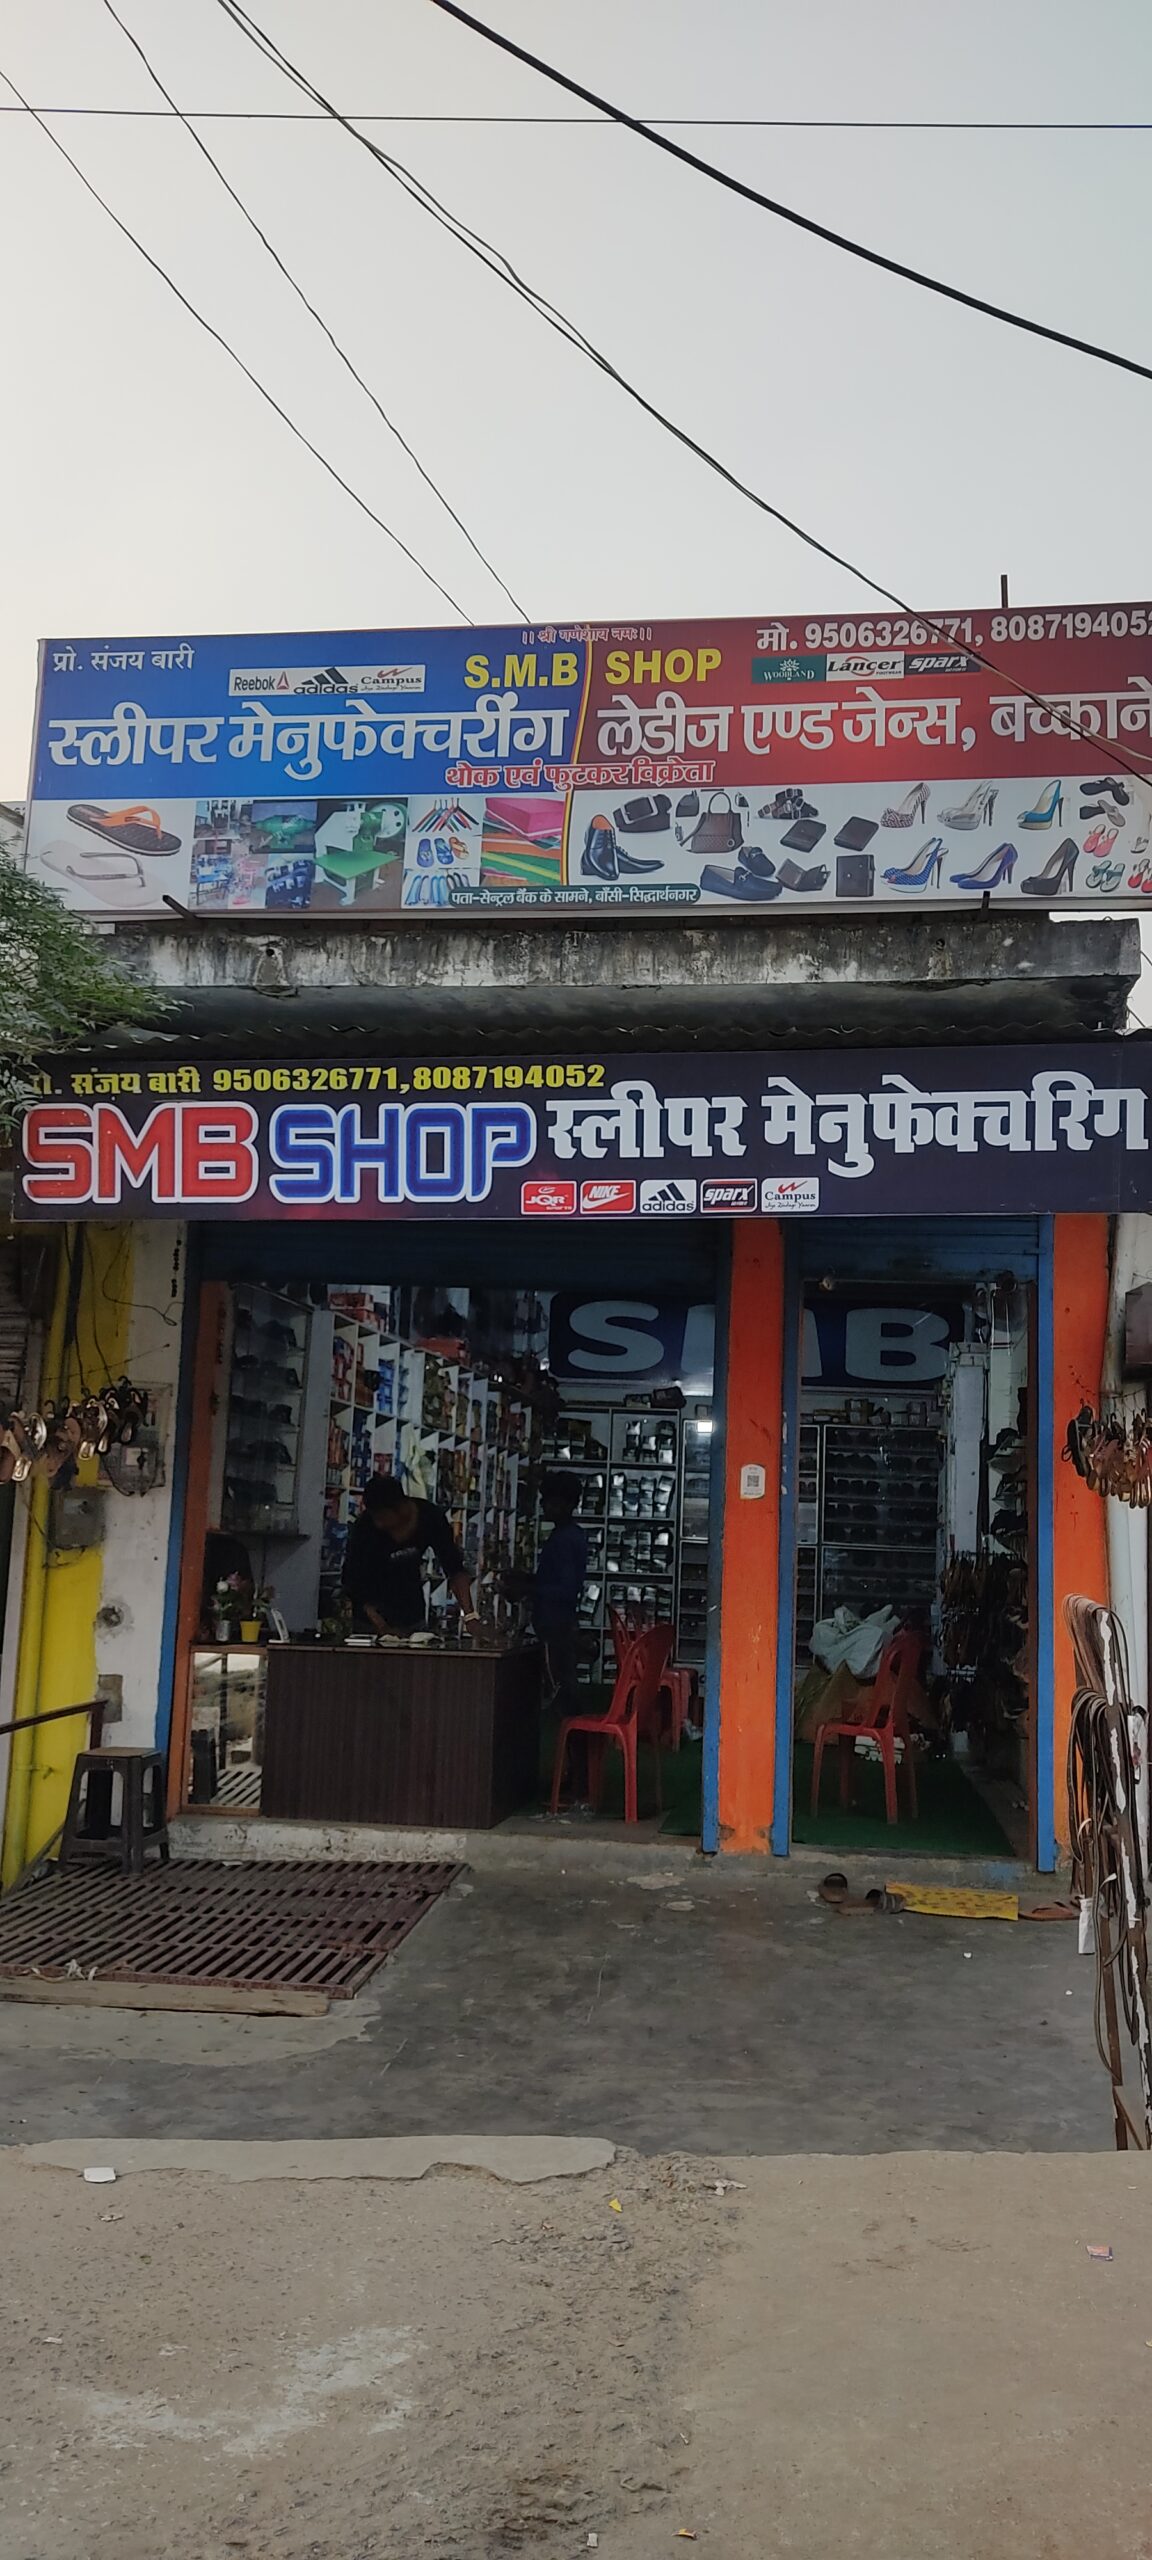 ।। श्री गणेशाय नमः ।।
प्रो. संजय बारी
मो. 9506326771, 8087194052
S.M.B SHOP
Reebok adidas Campus
WOODLAND Lancer sparx
स्लीपर मेनुफेक्चरींग लेडीज एण्ड जेन्स, बच्काने
थोक एवं फुटकर विक्रेता
पता-सेन्ट्रल बैंक के सामने, बाँसी-सिद्धार्थनगर
प्रो. संजय बारी 9506326771,8087194052
SMB SHOP स्लीपर मेनुफेक्चरिंग
JQR NIKE adidas sparx Campus
SMB